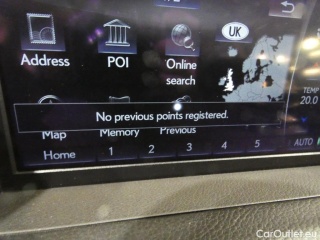 UK
Address POI Online
search
TEMP
20.0
No previous points registered.
Map Memory Previous
Home 1 2 3 4 5 AUTO
CarOutlet.eu